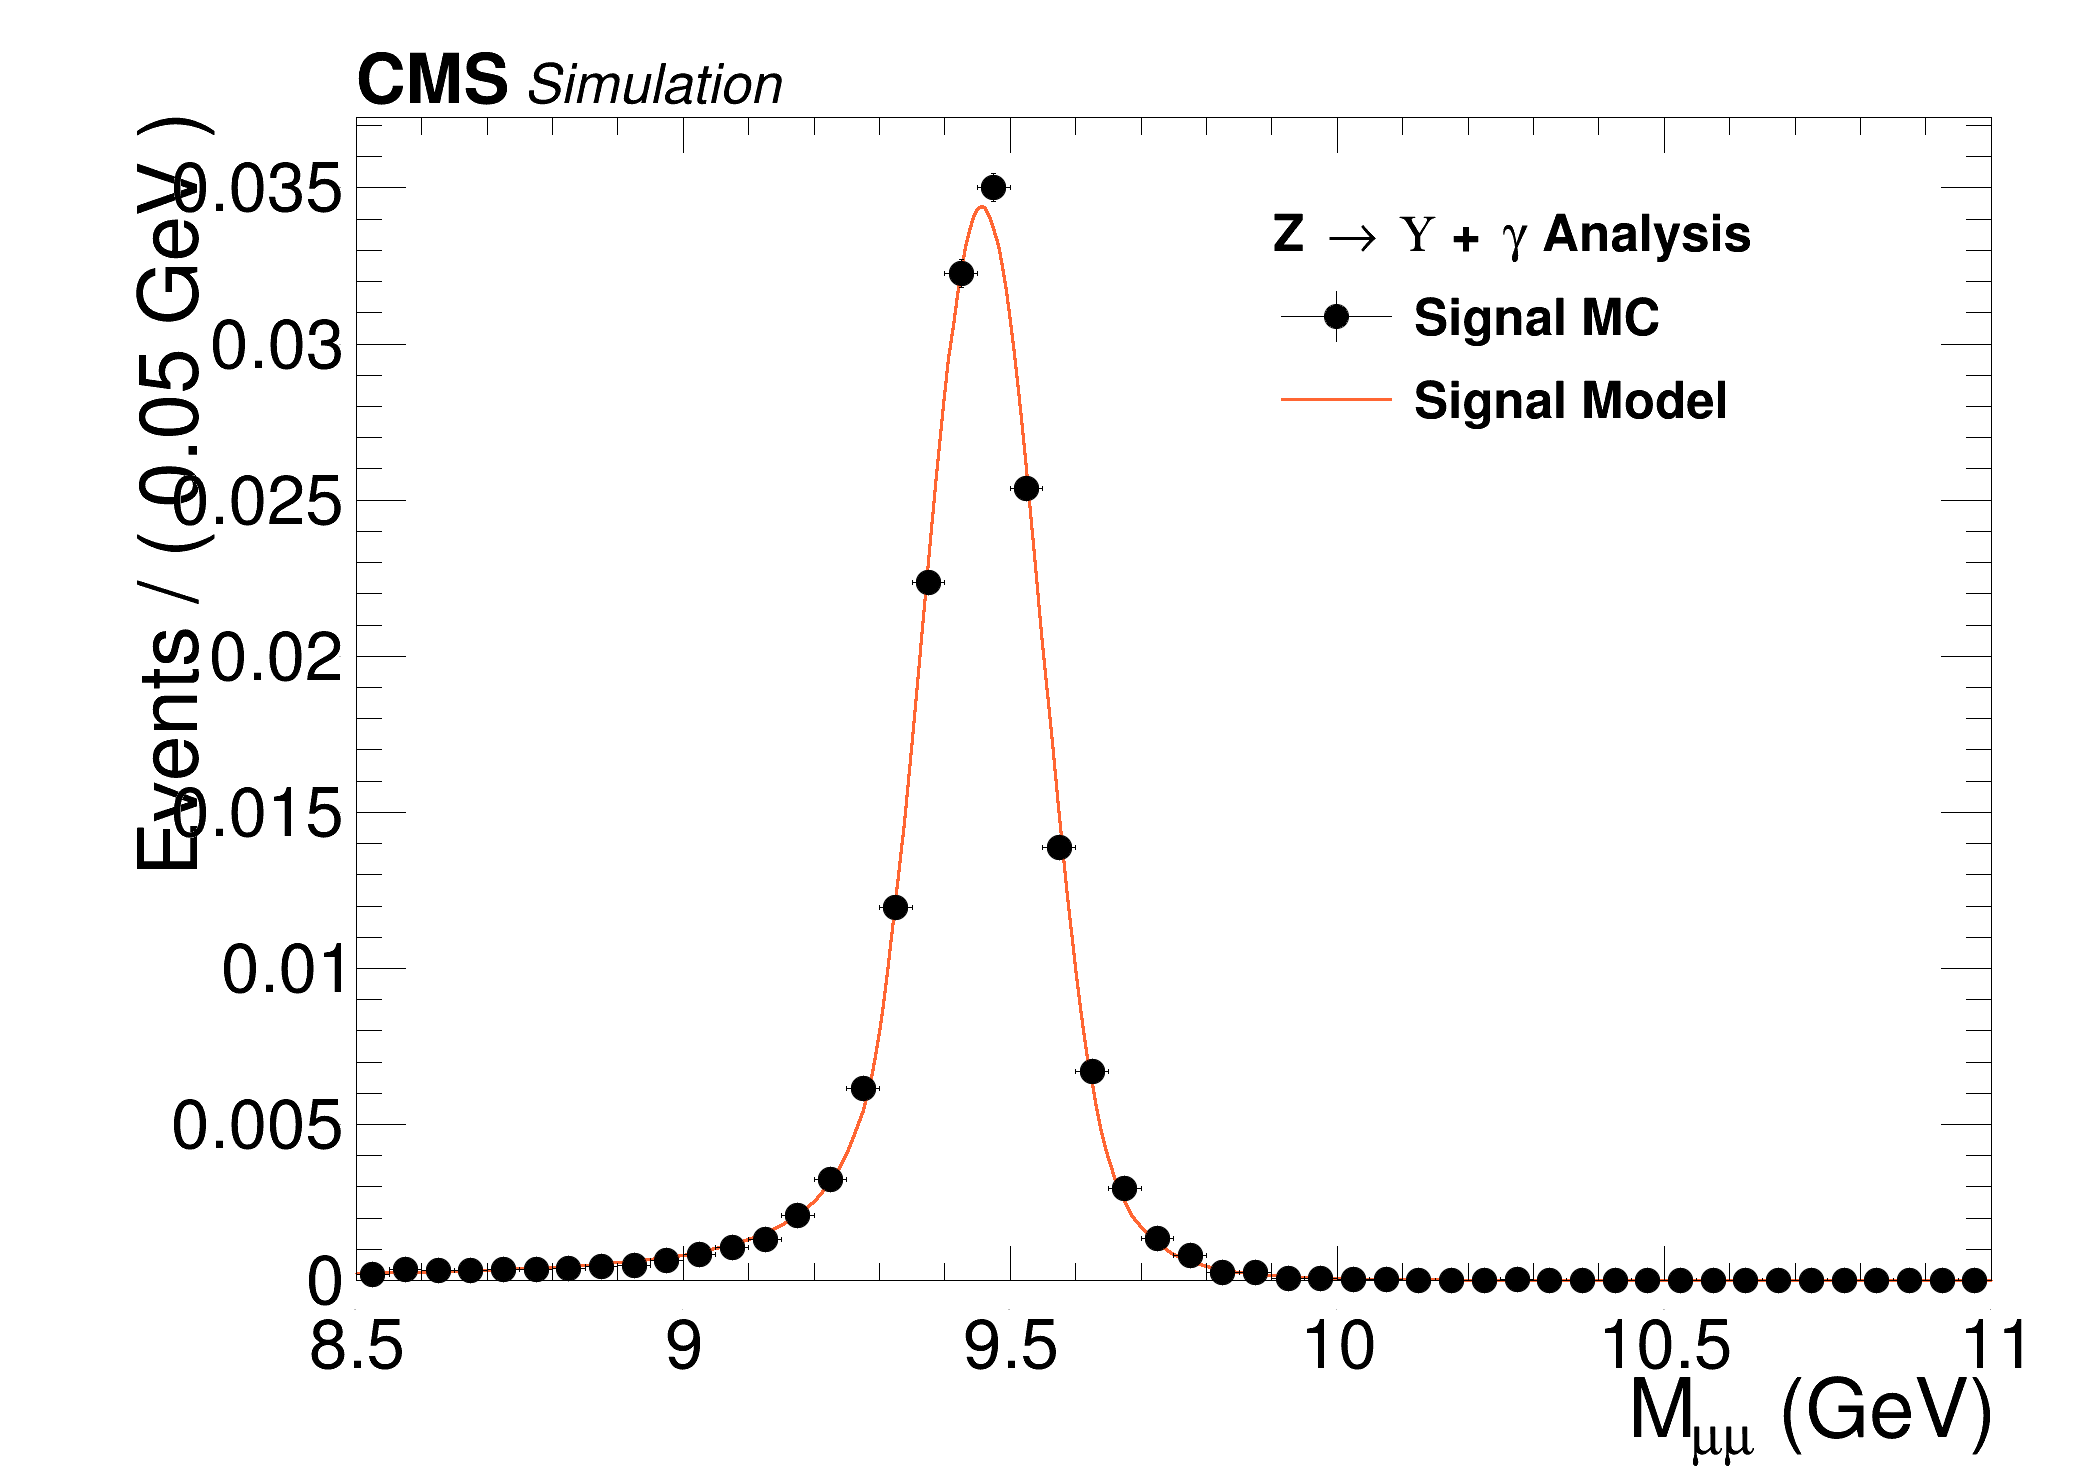 CMS Simulation
Events / ( 0.05 GeV )
0.035
0.03
0.025
0.02
0.015
0.01
0.005
0
Z → ϒ + γ Analysis
Signal MC
Signal Model
8.5 9 9.5 10 10.5 11
Mμμ (GeV)